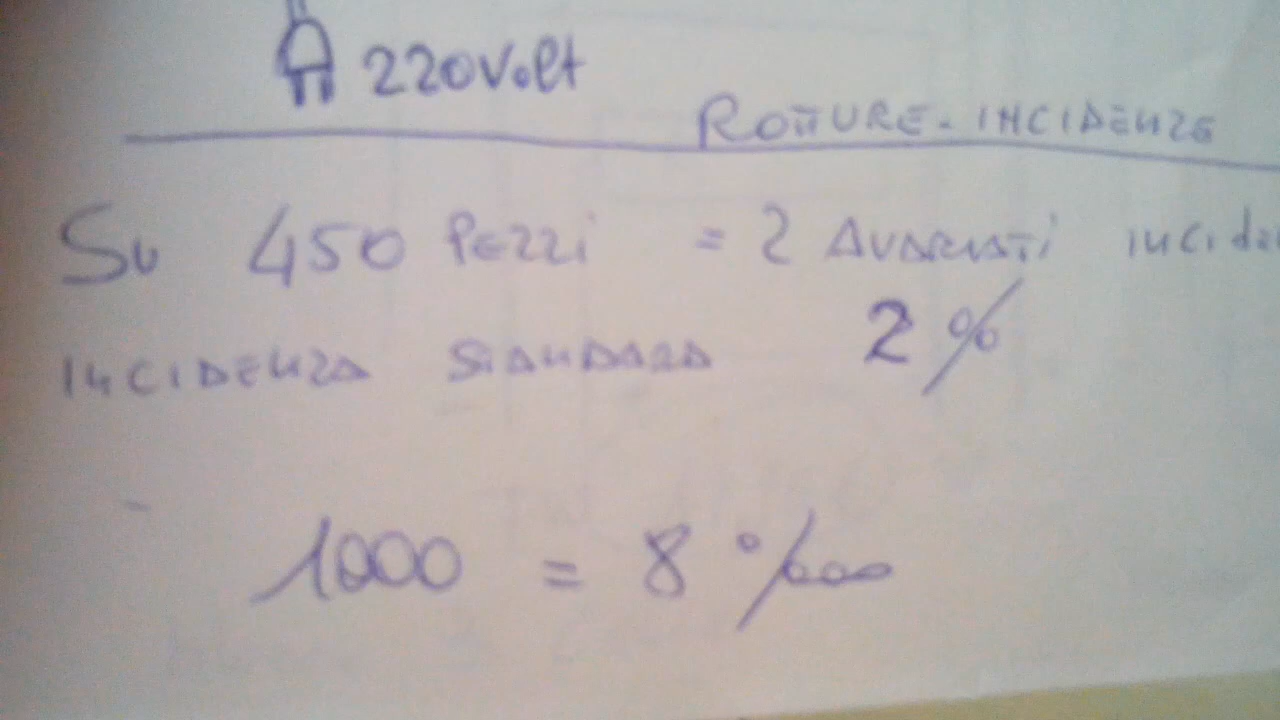 220Volt
ROTTURE-INCIDENZE
Su 450 Pezzi = 2 AVARIATI
INCIDENZA STANDARD 2%
1000 = 8